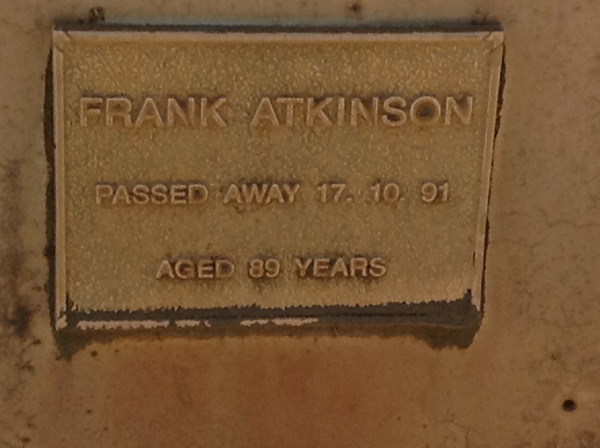 FRANK ATKINSON
PASSED AWAY 17. 10. 91
AGED 89 YEARS